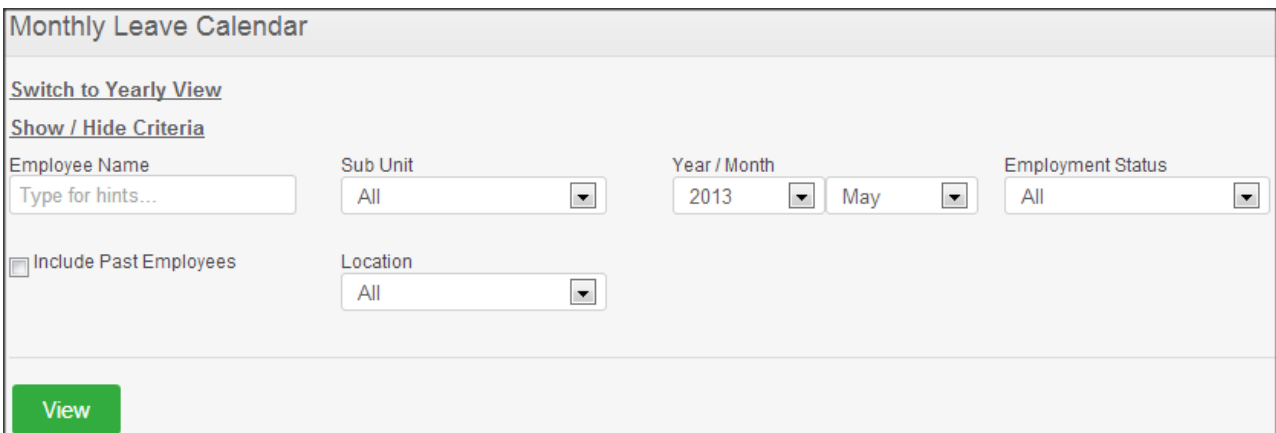 Monthly Leave Calendar
Switch to Yearly View
Show / Hide Criteria
Employee Name Sub Unit Year / Month Employment Status
Type for hints... All 2013 May All
Include Past Employees Location
All
View